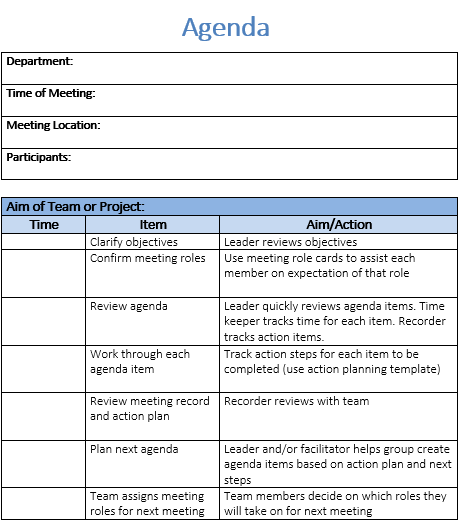 Agenda
Department:
Time of Meeting:
Meeting Location:
Participants:
Aim of Team or Project:
Time Item Aim/Action
Clarify objectives Leader reviews objectives
Confirm meeting roles Use meeting role cards to assist each
member on expectation of that role
Review agenda Leader quickly reviews agenda items. Time
keeper tracks time for each item. Recorder
tracks action items.
Work through each Track action steps for each item to be
agenda item completed (use action planning template)
Review meeting record Recorder reviews with team
and action plan
Plan next agenda Leader and/or facilitator helps group create
agenda items based on action plan and next
steps
Team assigns meeting Team members decide on which roles they
roles for next meeting will take on for next meeting